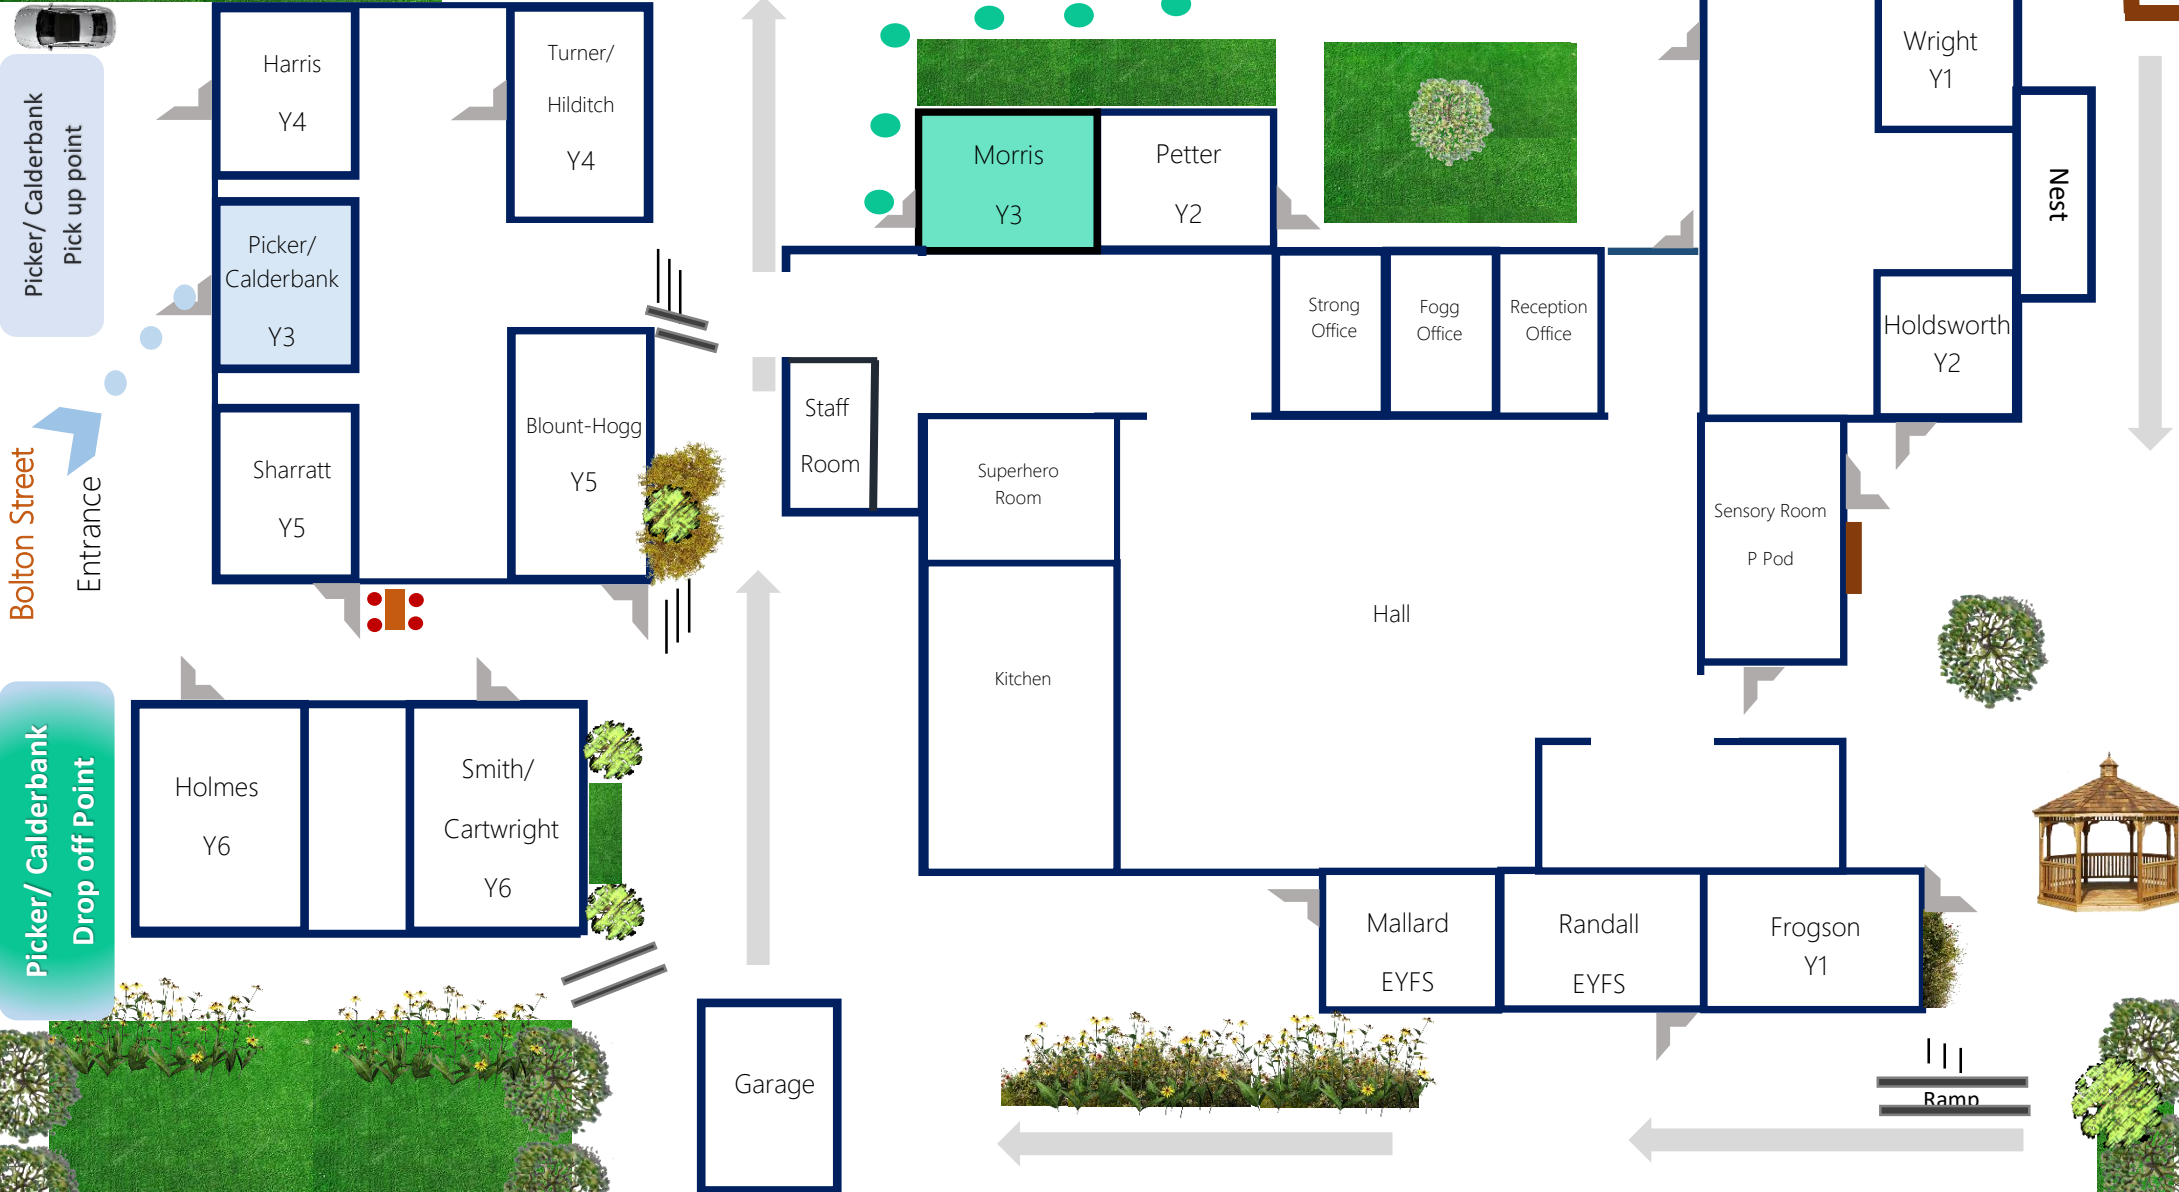 Picker/ Calderbank
Pick up point
Harris
Y4
Turner/
Hilditch
Y4
Picker/
Calderbank
Y3
Bolton Street
Entrance
Sharratt
Y5
Blount-Hogg
Y5
Morris
Y3
Petter
Y2
Strong
Office
Fogg
Office
Reception
Office
Staff
Room
Superhero
Room
Kitchen
Hall
Wright
Y1
Nest
Holdsworth
Y2
Sensory Room
P Pod
Picker/ Calderbank
Drop off Point
Holmes
Y6
Smith/
Cartwright
Y6
Mallard
EYFS
Randall
EYFS
Frogson
Y1
Garage
Ramp